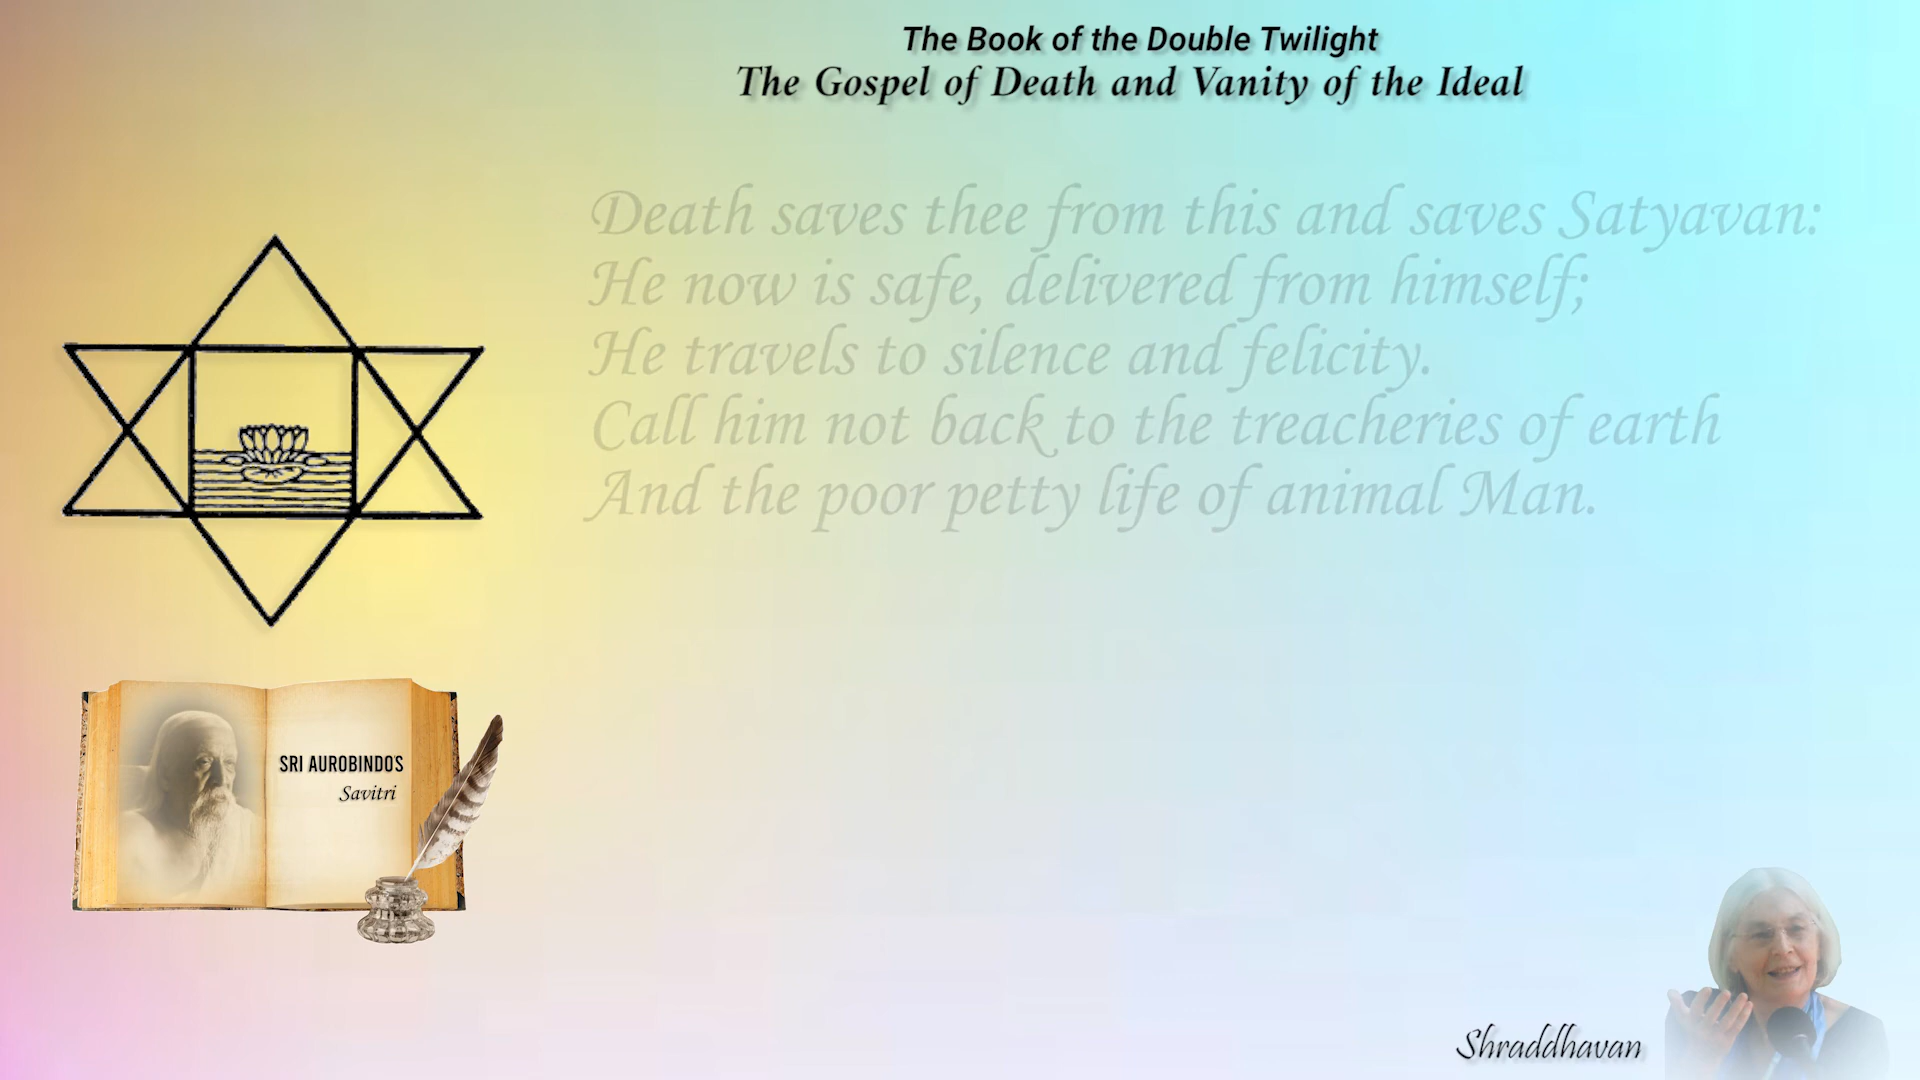 The Book of the Double Twilight
The Gospel of Death and Vanity of the Ideal
Death saves thee from this and saves Satyavan:
He now is safe, delivered from himself;
He travels to silence and felicity.
Call him not back to the treacheries of earth
And the poor petty life of animal Man.
SRI AUROBINDO'S
Savitri
Shraddhavan